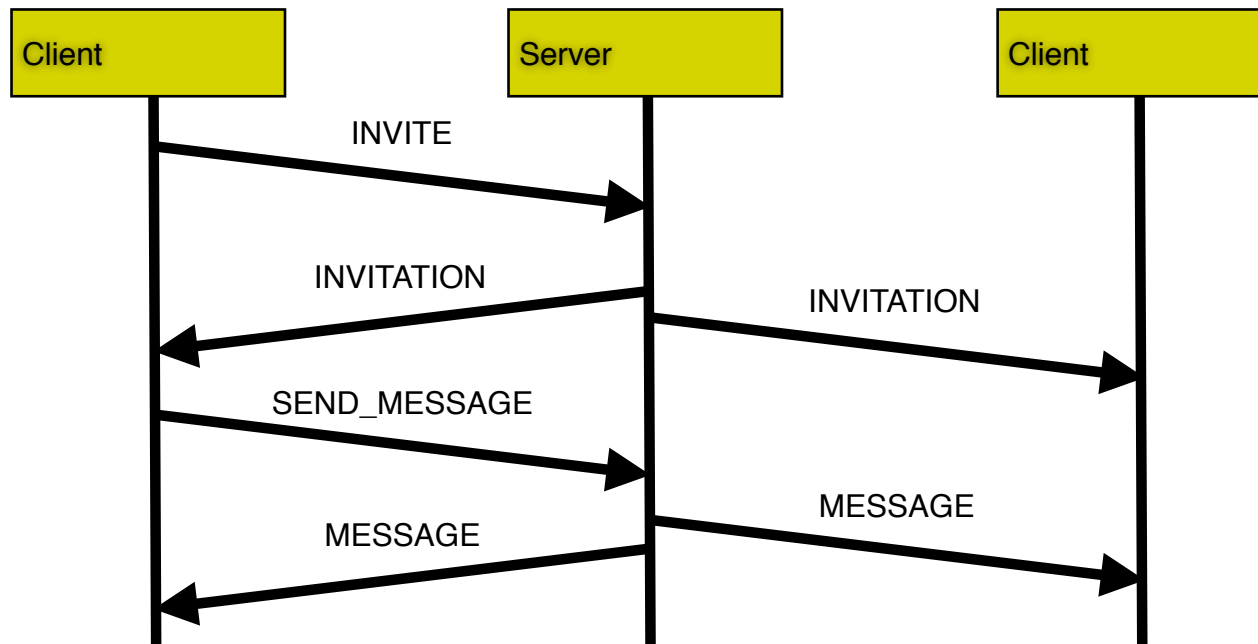 Client
Server
Client
INVITE
INVITATION
INVITATION
SEND_MESSAGE
MESSAGE
MESSAGE